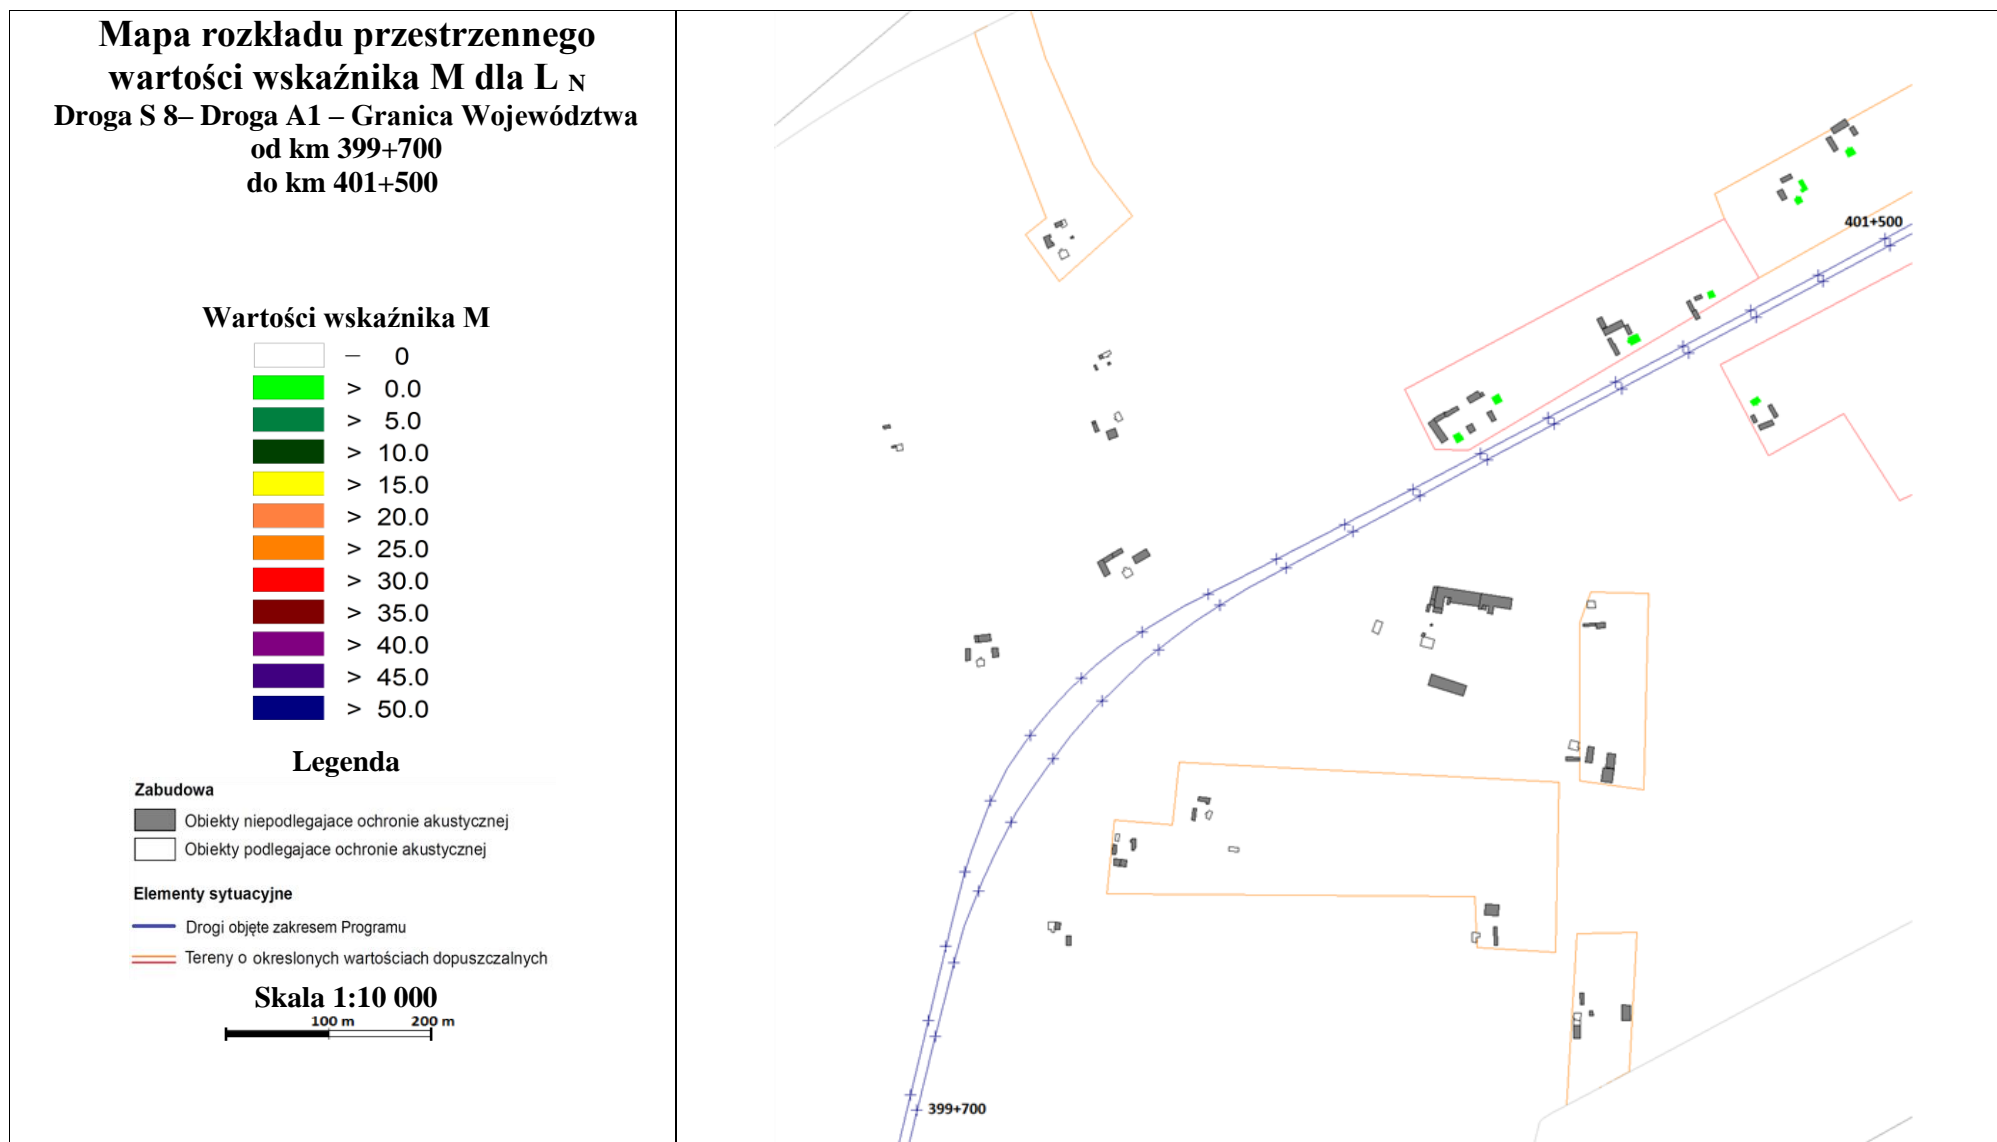 Mapa rozkładu przestrzennego
wartości wskaźnika M dla L N
Droga S 8– Droga A1 – Granica Województwa
od km 399+700
do km 401+500
Wartości wskaźnika M
– 0
> 0.0
> 5.0
> 10.0
> 15.0
> 20.0
> 25.0
> 30.0
> 35.0
> 40.0
> 45.0
> 50.0
Legenda
Zabudowa
Obiekty niepodlegajace ochronie akustycznej
Obiekty podlegajace ochronie akustycznej
Elementy sytuacyjne
Drogi objęte zakresem Programu
Tereny o okreslonych wartościach dopuszczalnych
Skala 1:10 000
100 m 200 m
401+500
399+700